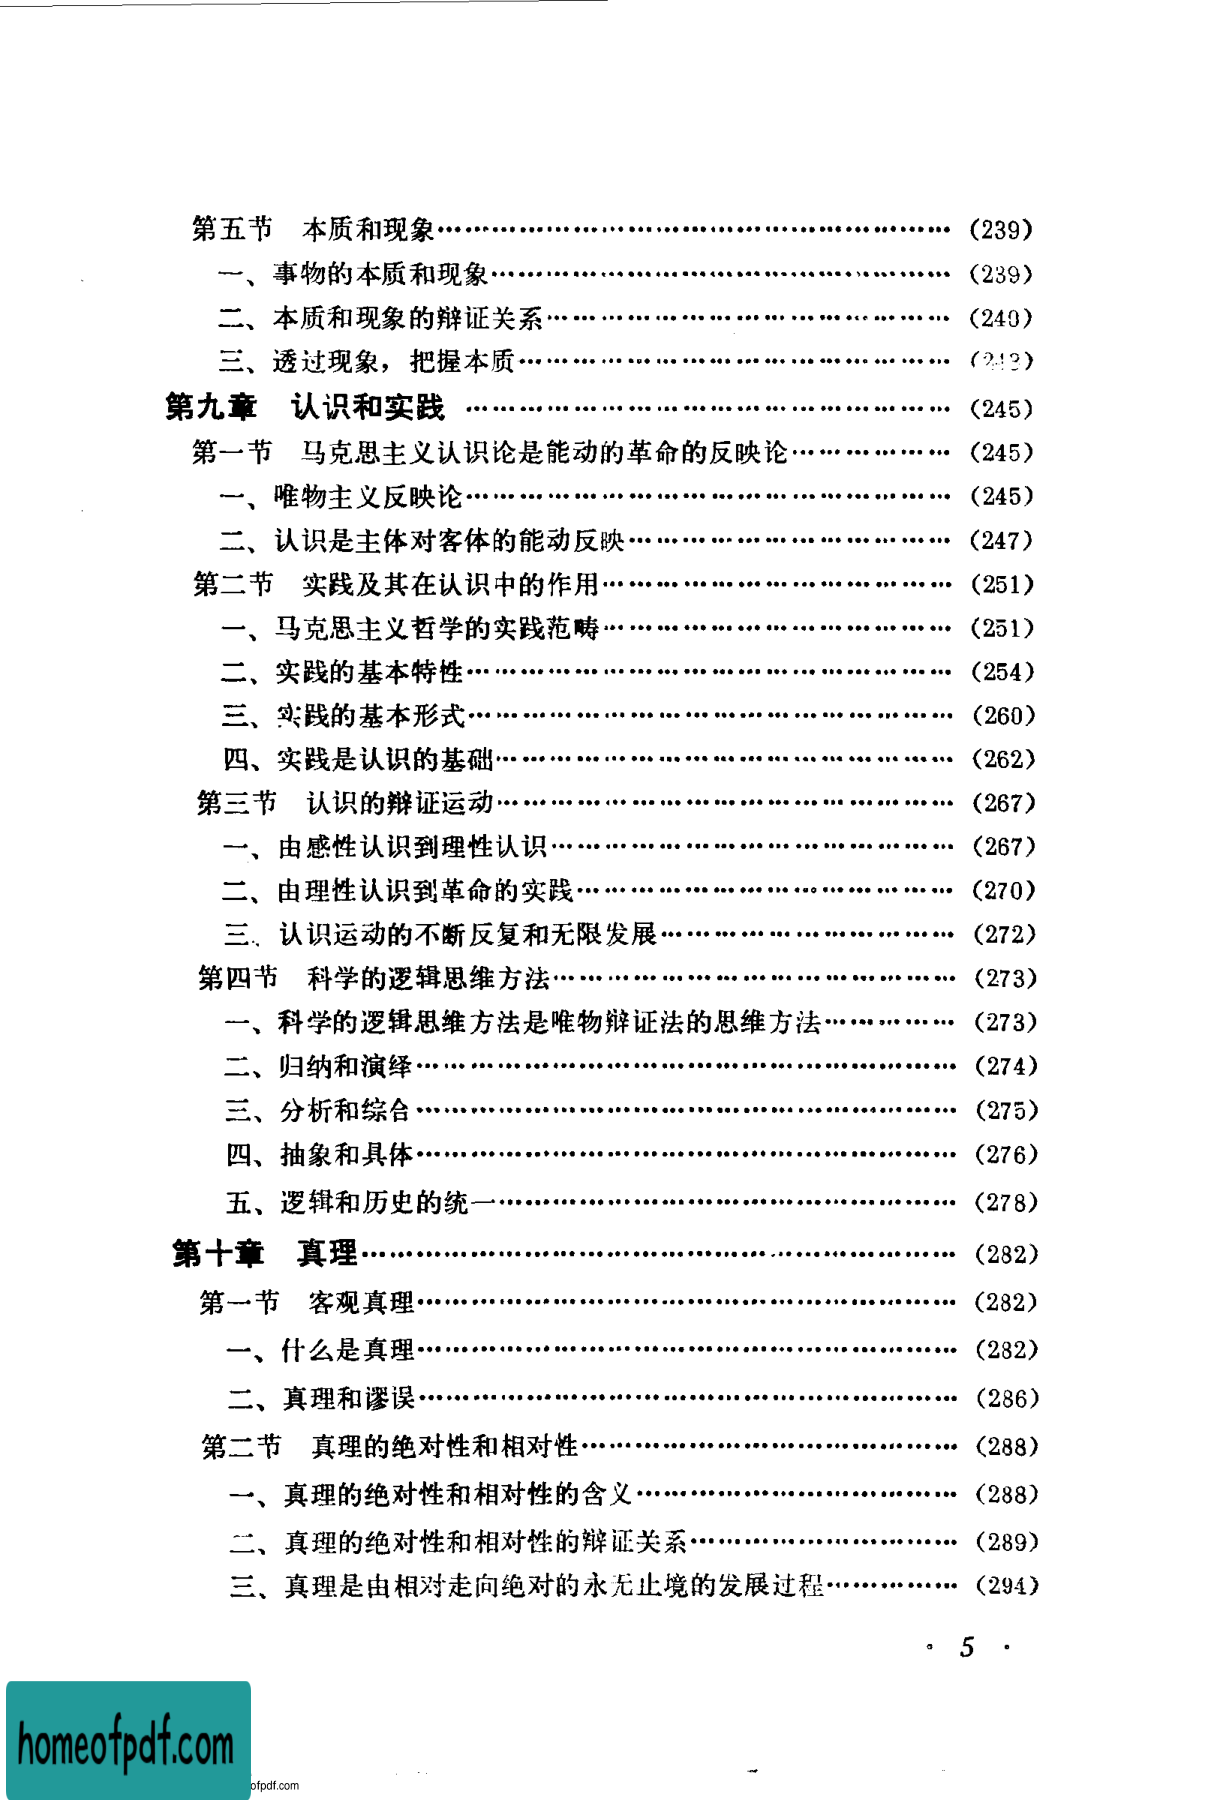 第五节 本质和现象……………………………………………… (239)
一、事物的本质和现象………………………………………… (239)
二、本质和现象的辩证关系…………………………………… (240)
三、透过现象，把握本质……………………………………… (243)
第九章 认识和实践 …………………………………………… (245)
第一节 马克思主义认识论是能动的革命的反映论………… (245)
一、唯物主义反映论…………………………………………… (245)
二、认识是主体对客体的能动反映…………………………… (247)
第二节 实践及其在认识中的作用…………………………… (251)
一、马克思主义哲学的实践范畴……………………………… (251)
二、实践的基本特性…………………………………………… (254)
三、实践的基本形式…………………………………………… (260)
四、实践是认识的基础………………………………………… (262)
第三节 认识的辩证运动……………………………………… (267)
一、由感性认识到理性认识…………………………………… (267)
二、由理性认识到革命的实践………………………………… (270)
三、认识运动的不断反复和无限发展………………………… (272)
第四节 科学的逻辑思维方法………………………………… (273)
一、科学的逻辑思维方法是唯物辩证法的思维方法………… (273)
二、归纳和演绎………………………………………………… (274)
三、分析和综合………………………………………………… (275)
四、抽象和具体………………………………………………… (276)
五、逻辑和历史的统一………………………………………… (278)
第十章 真理…………………………………………………… (282)
第一节 客观真理……………………………………………… (282)
一、什么是真理………………………………………………… (282)
二、真理和谬误………………………………………………… (286)
第二节 真理的绝对性和相对性……………………………… (288)
一、真理的绝对性和相对性的含义…………………………… (288)
二、真理的绝对性和相对性的辩证关系……………………… (289)
三、真理是由相对走向绝对的永无止境的发展过程………… (294)
· 5 ·
homeofpdf.com
ofpdf.com